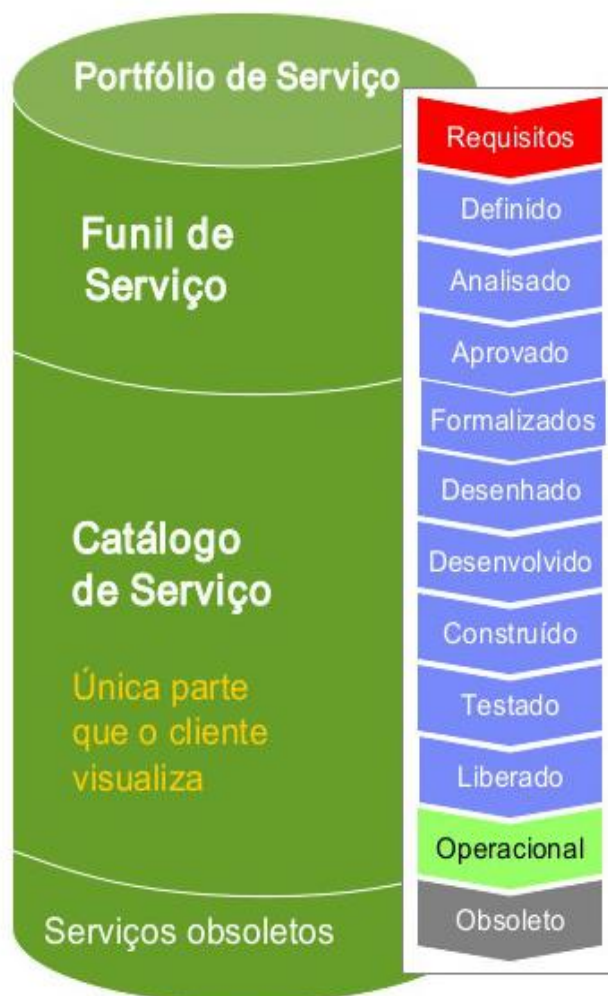 Portfólio de Serviço
Funil de
Serviço
Catálogo
de Serviço
Única parte
que o cliente
visualiza
Serviços obsoletos
Requisitos
Definido
Analisado
Aprovado
Formalizados
Desenhado
Desenvolvido
Construído
Testado
Liberado
Operacional
Obsoleto